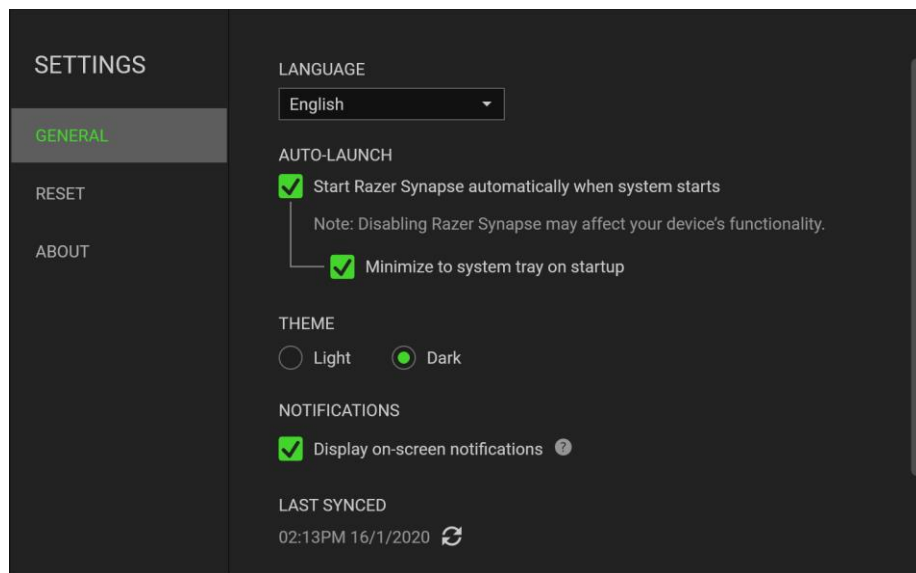 SETTINGS
GENERAL
RESET
ABOUT
LANGUAGE
English
AUTO-LAUNCH
Start Razer Synapse automatically when system starts
Note: Disabling Razer Synapse may affect your device's functionality.
Minimize to system tray on startup
THEME
Light Dark
NOTIFICATIONS
Display on-screen notifications ?
LAST SYNCED
02:13PM 16/1/2020